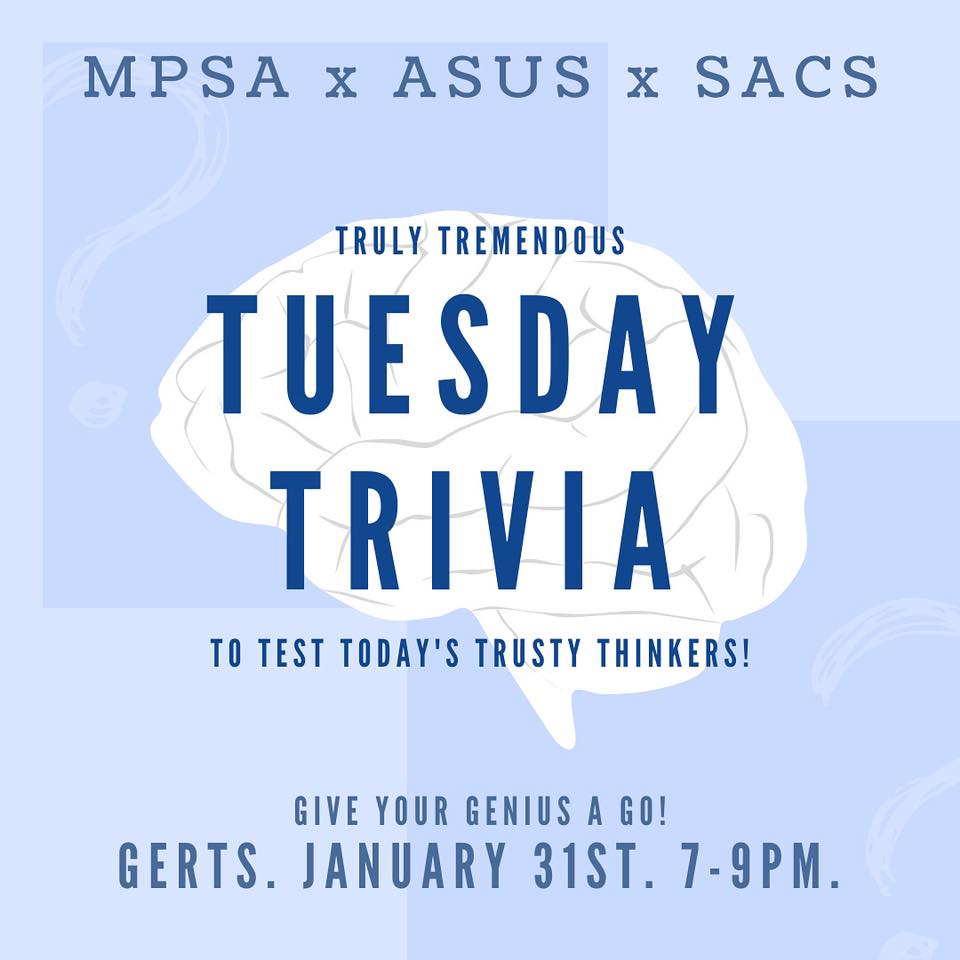 MPSA x ASUS x SACS
TRULY TREMENDOUS
TUESDAY
TRIVIA
TO TEST TODAY'S TRUSTY THINKERS!
GIVE YOUR GENIUS A GO!
GERTS. JANUARY 31ST. 7-9PM.